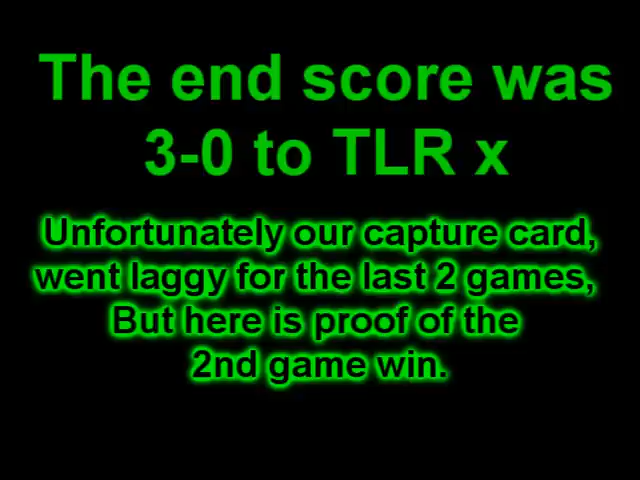 The end score was
3-0 to TLR x
Unfortunately our capture card,
went laggy for the last 2 games,
But here is proof of the
2nd game win.